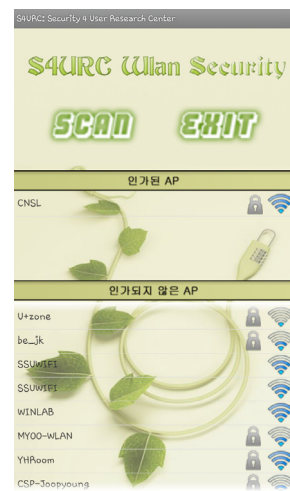 S4URC: Security 4 User Research Center
S4URC Wlan Security
SCAN EXIT
인가된 AP
CNSL
인가되지 않은 AP
U+zone
be_jk
SSUWIFI
SSUWIFI
WINLAB
MYOO-WLAN
YHRoom
CSP-Joopyoung